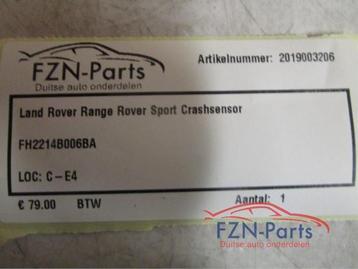 FZN-Parts
Duitse auto onderdelen
Artikelnummer: 2019003206
Land Rover Range Rover Sport Crashsensor
FH2214B006BA
LOC: C-E4
€ 79.00 BTW
Aantal: 1
FZN-Parts
Duitse auto onderdelen